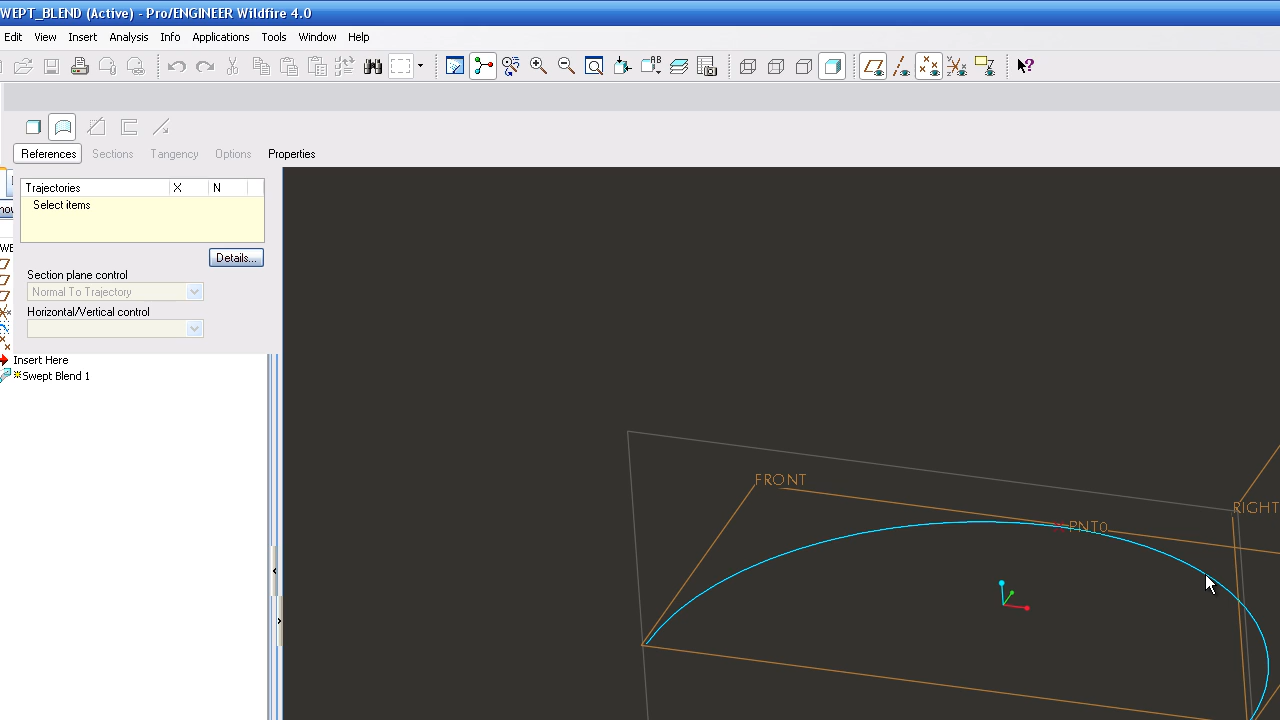 WEPT_BLEND (Active) - Pro/ENGINEER Wildfire 4.0
Edit View Insert Analysis Info Applications Tools Window Help
References Sections Tangency Options Properties
Trajectories X N
Select items
Details...
Section plane control
Normal To Trajectory
Horizontal/Vertical control
Insert Here
Swept Blend 1
FRONT
RIGHT
PNT0